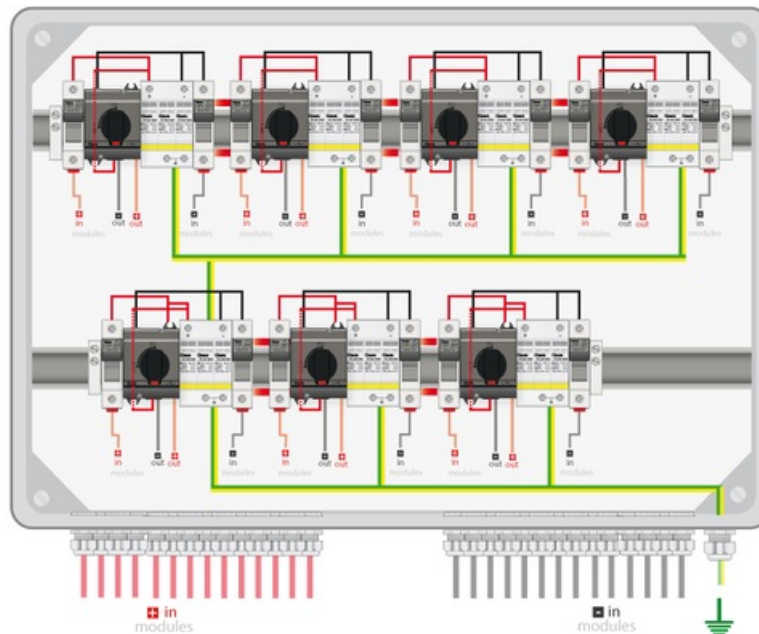 in out out in in out out in in out out in in out out in
modules modules modules modules modules modules modules modules
in out out in in out out in in out out in
modules modules modules modules modules modules
+ in
modules
- in
modules